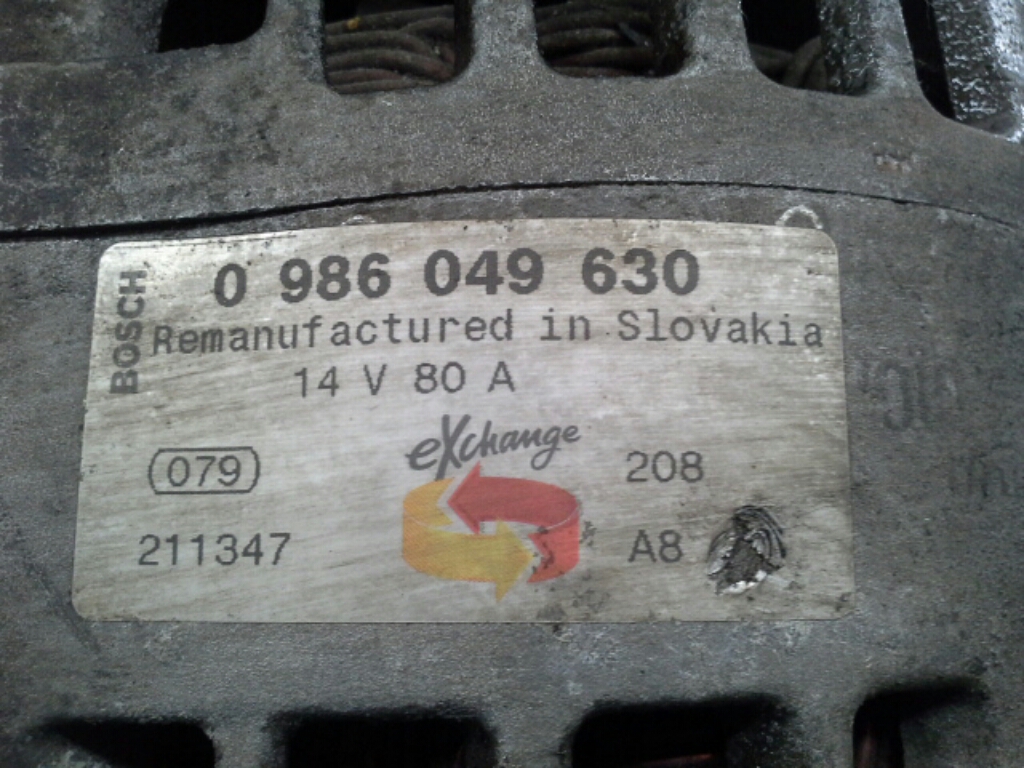 BOSCH
0 986 049 630
Remanufactured in Slovakia
14 V 80 A
eXchange
079
208
211347
A8